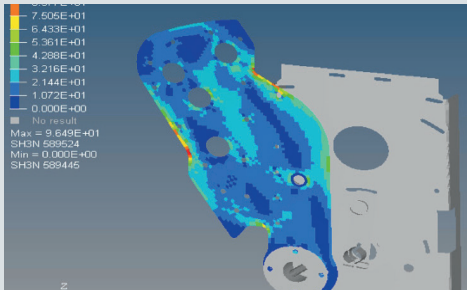 7.505E+01
6.433E+01
5.361E+01
4.288E+01
3.216E+01
2.144E+01
1.072E+01
0.000E+00
No result
Max = 9.649E+01
SH3N 589524
Min = 0.000E+00
SH3N 589445
Z